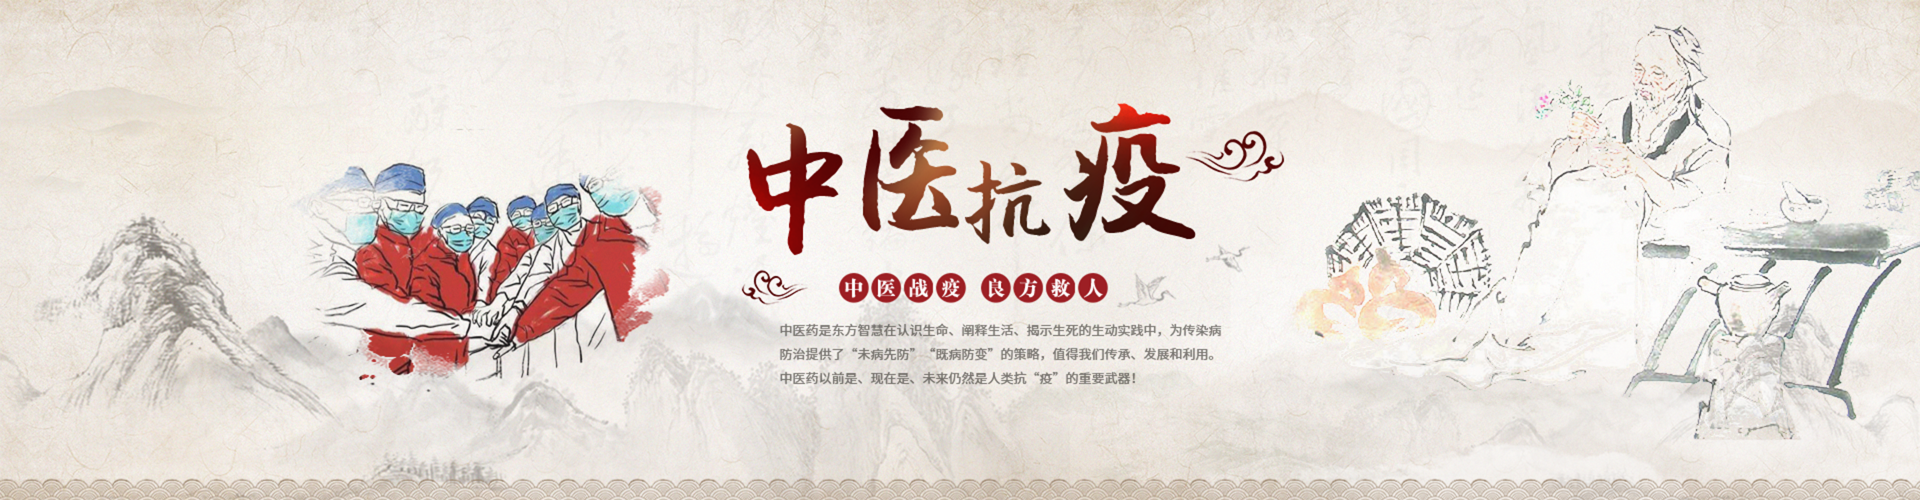 中医抗疫
中医战疫 良方救人
中医药是东方智慧在认识生命、阐释生活、揭示生死的生动实践中，为传染病
防治提供了“未病先防”“既病防变”的策略，值得我们传承、发展和利用。
中医药以前是、现在是、未来仍然是人类抗“疫”的重要武器！